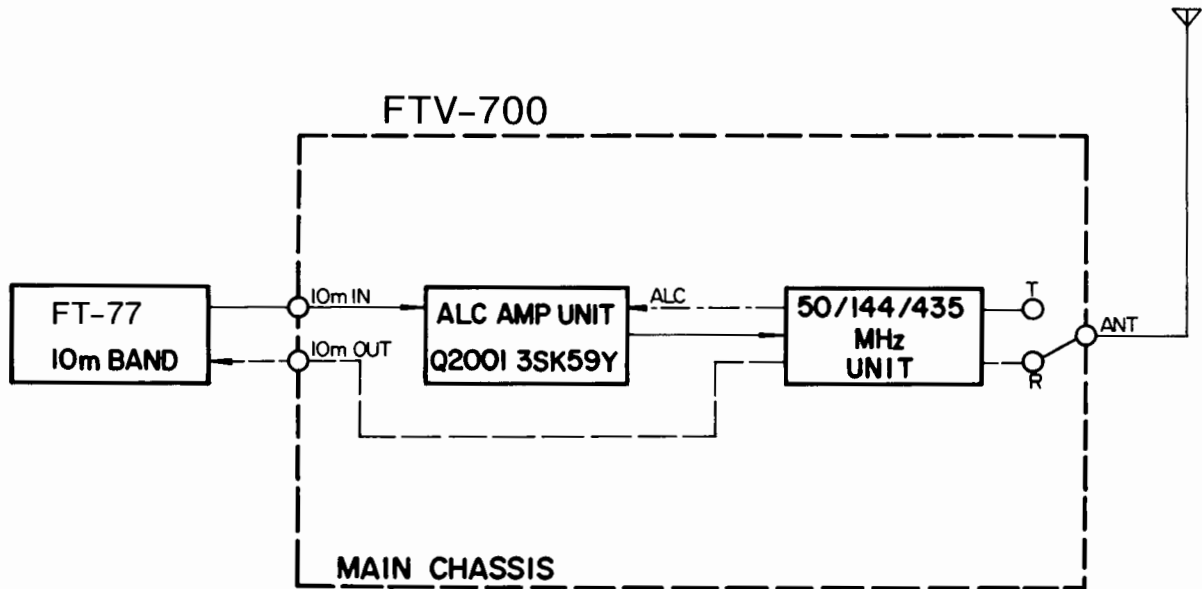 FTV-700
FT-77
10m BAND
10m IN
10m OUT
ALC AMP UNIT
Q2001 3SK59Y
ALC
50/144/435
MHz
UNIT
T
R
ANT
MAIN CHASSIS